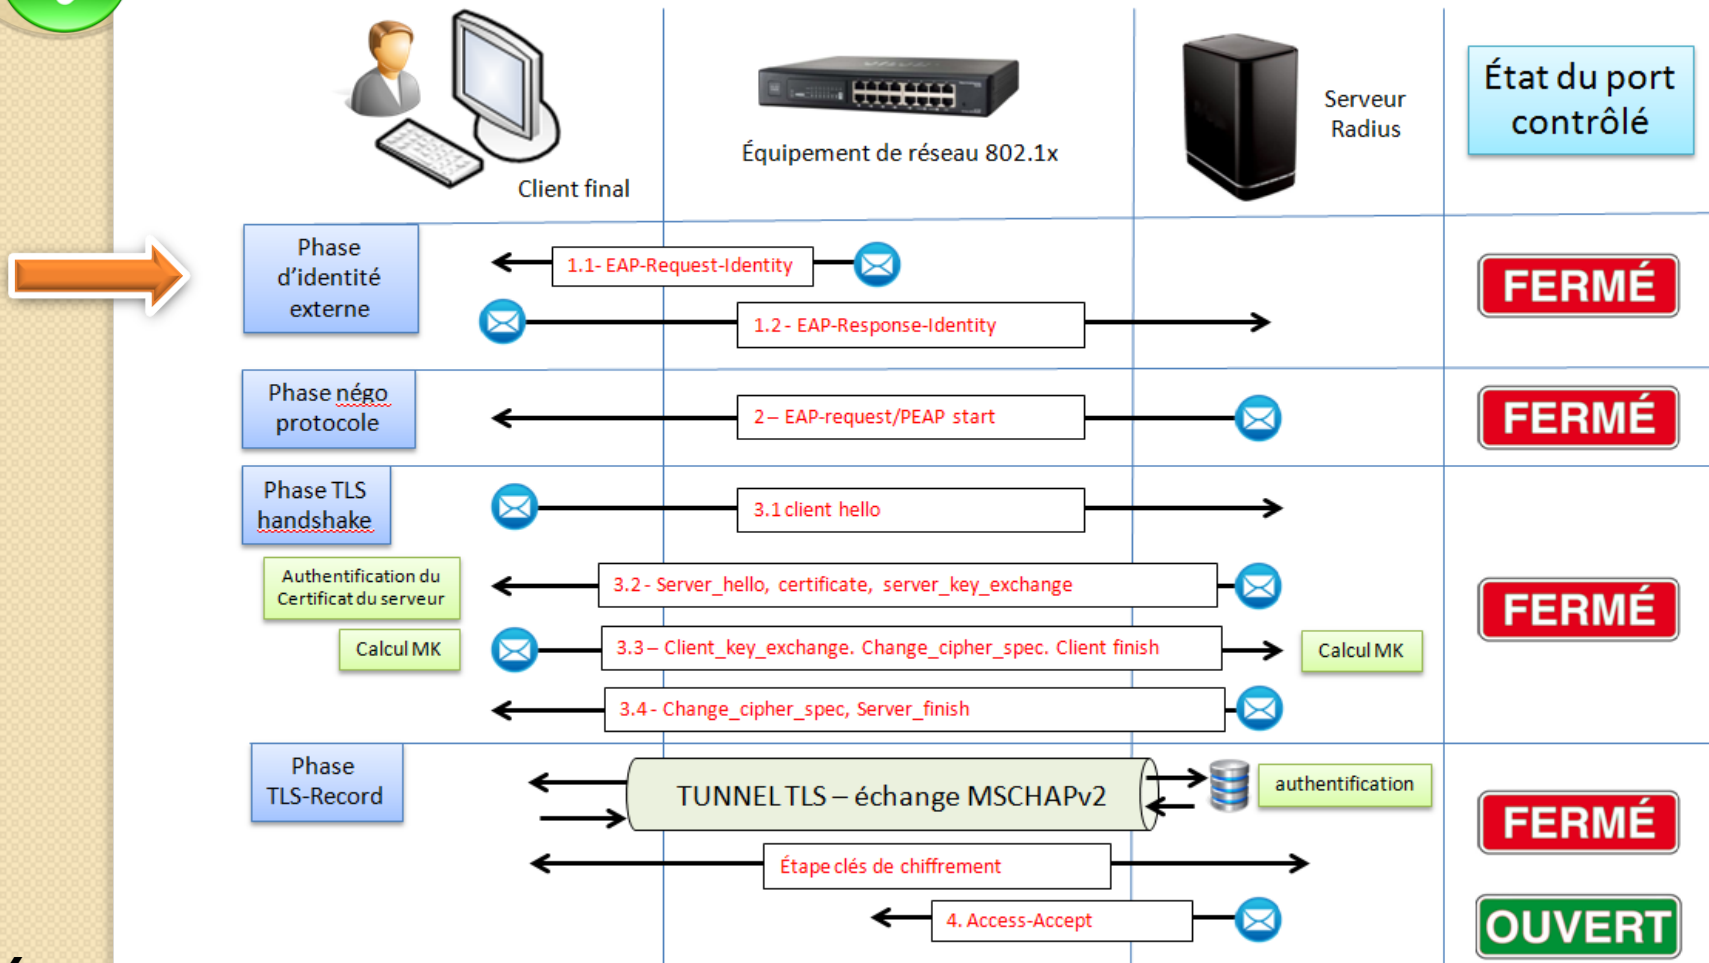 Client final
Équipement de réseau 802.1x
Serveur
Radius
État du port
contrôlé
Phase
d'identité
externe
1.1- EAP-Request-Identity
1.2 - EAP-Response-Identity
FERMÉ
Phase négo
protocole
2 – EAP-request/PEAP start
FERMÉ
Phase TLS
handshake
3.1 client hello
Authentification du
Certificat du serveur
3.2 - Server_hello, certificate, server_key_exchange
FERMÉ
Calcul MK
3.3 – Client_key_exchange. Change_cipher_spec. Client finish
Calcul MK
3.4 - Change_cipher_spec, Server_finish
Phase
TLS-Record
TUNNEL TLS – échange MSCHAPv2
authentification
FERMÉ
Étape clés de chiffrement
4. Access-Accept
OUVERT